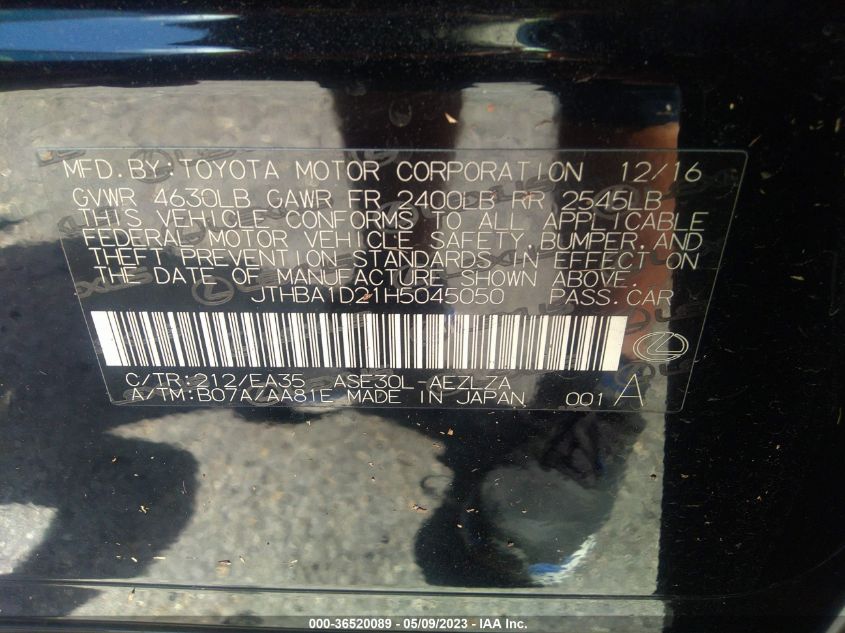 MFD.BY:TOYOTA MOTOR CORPORATION 12/16
GVWR 4630LB GAWR FR 2400LB RR 2545LB
THIS VEHICLE CONFORMS TO ALL APPLICABLE
FEDERAL MOTOR VEHICLE SAFETY,BUMPER,AND
THEFT PREVENTION STANDARDS IN EFFECT ON
THE DATE OF MANUFACTURE SHOWN ABOVE.
JTHBA1D21H5045050 PASS.CAR
C/TR:212/EA35 ASE30L-AEZLZA
A/TM:B07A/AA81E MADE IN JAPAN 001 A
000-36520089 - 05/09/2023 - IAA Inc.